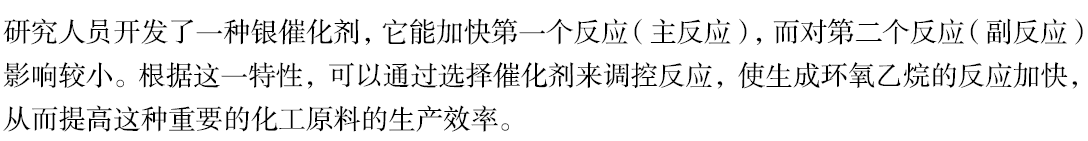 研究人员开发了一种银催化剂，它能加快第一个反应（主反应），而对第二个反应（副反应）
影响较小。根据这一特性，可以通过选择催化剂来调控反应，使生成环氧乙烷的反应加快，
从而提高这种重要的化工原料的生产效率。